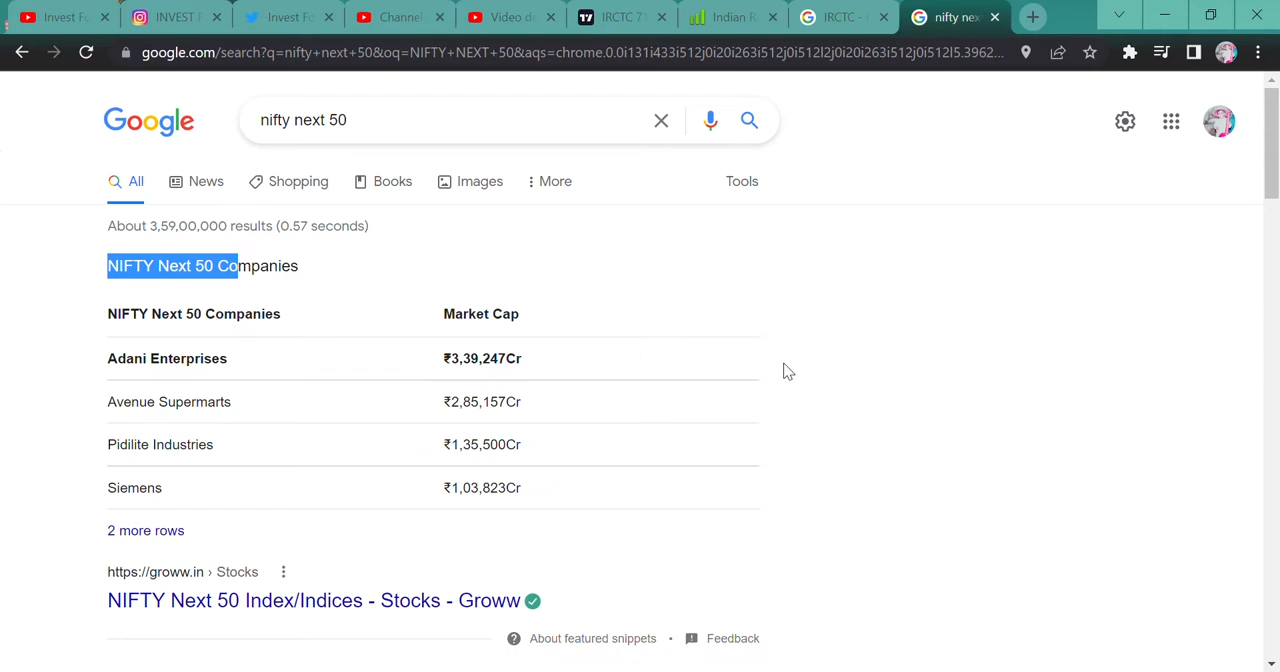 Invest Fo
INVEST F
Invest Fo
Channel
Video de
IRCTC 71
Indian R
IRCTC -
nifty nex
google.com/search?q=nifty+next+50&oq=NIFTY+NEXT+50&aqs=chrome.0.0i131i433i512j0i20i263i512j0i512l2j0i20i263i512j0i512l5.3962...
Google
nifty next 50
All
News
Shopping
Books
Images
More
Tools
About 3,59,00,000 results (0.57 seconds)
NIFTY Next 50 Companies
NIFTY Next 50 Companies Market Cap
Adani Enterprises ₹3,39,247Cr
Avenue Supermarts ₹2,85,157Cr
Pidilite Industries ₹1,35,500Cr
Siemens ₹1,03,823Cr
2 more rows
https://groww.in › Stocks
NIFTY Next 50 Index/Indices - Stocks - Groww
About featured snippets • Feedback